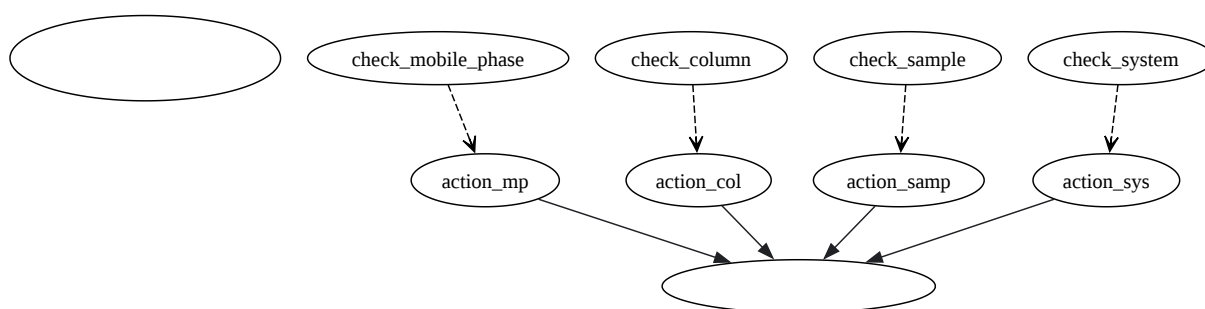 check_mobile_phase
check_column
check_sample
check_system
action_mp
action_col
action_samp
action_sys